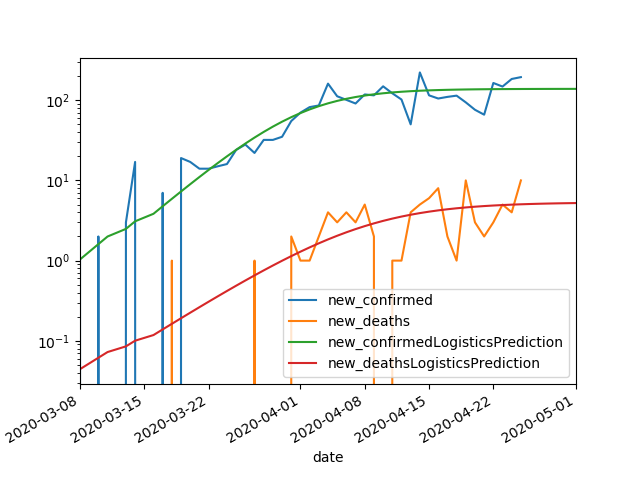 10²
10¹
10⁰
10⁻¹
new_confirmed
new_deaths
new_confirmedLogisticsPrediction
new_deathsLogisticsPrediction
2020-03-08
2020-03-15
2020-03-22
2020-04-01
2020-04-08
2020-04-15
2020-04-22
2020-05-01
date